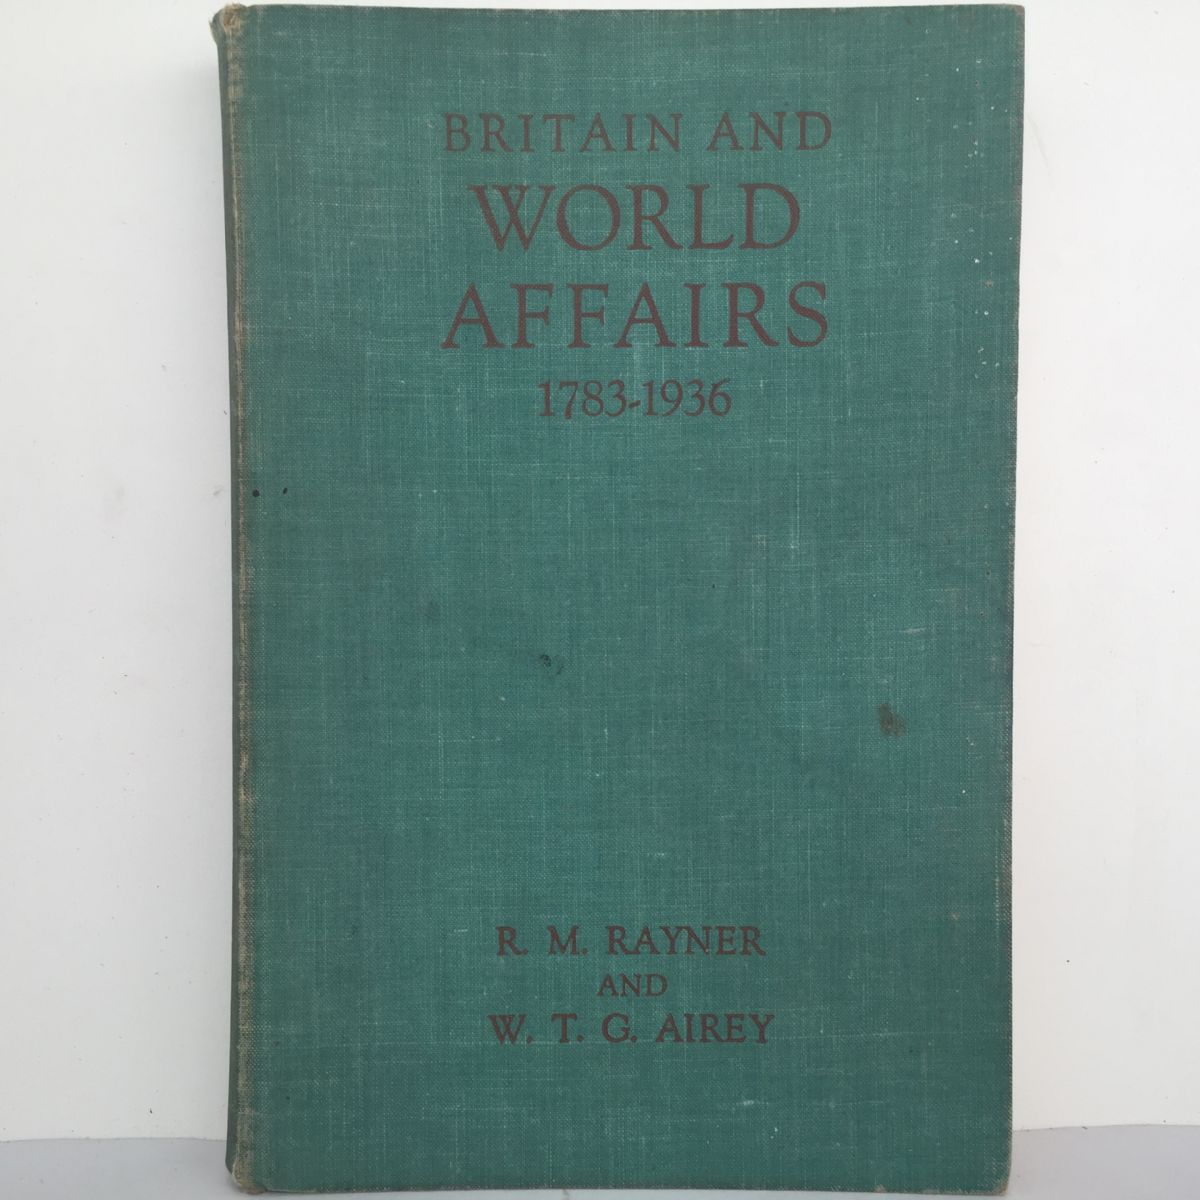 BRITAIN AND
WORLD
AFFAIRS
1783-1936
R. M. RAYNER
AND
W. T. G. AIREY